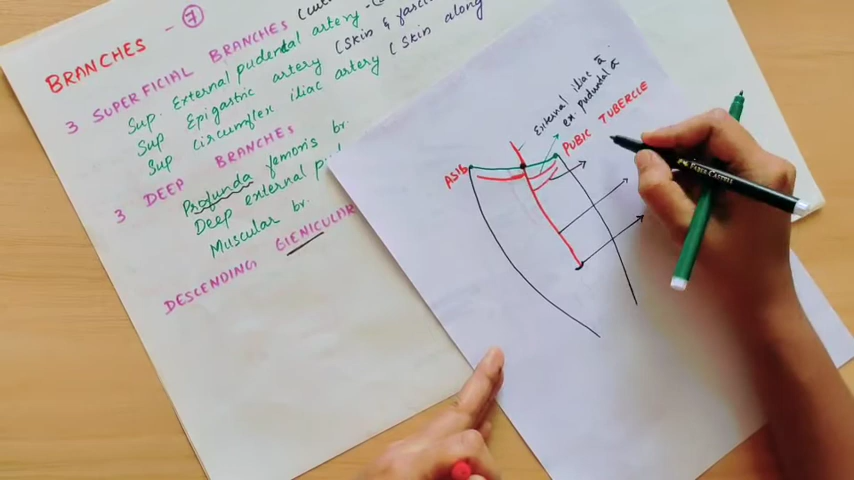 BRANCHES - 7
3 SUPERFICIAL BRANCHES (
Sup. External pudendal artery -
Sup Epigastric artery (Skin & fascia
Sup circumflex iliac artery (Skin along
3 DEEP BRANCHES
Profunda femoris br.
Deep external
Muscular br.
DESCENDING GIENICULAR
External iliac a
ex. pudendal a
PUBIC TUBERCLE
ASIS
FABER CASTELL